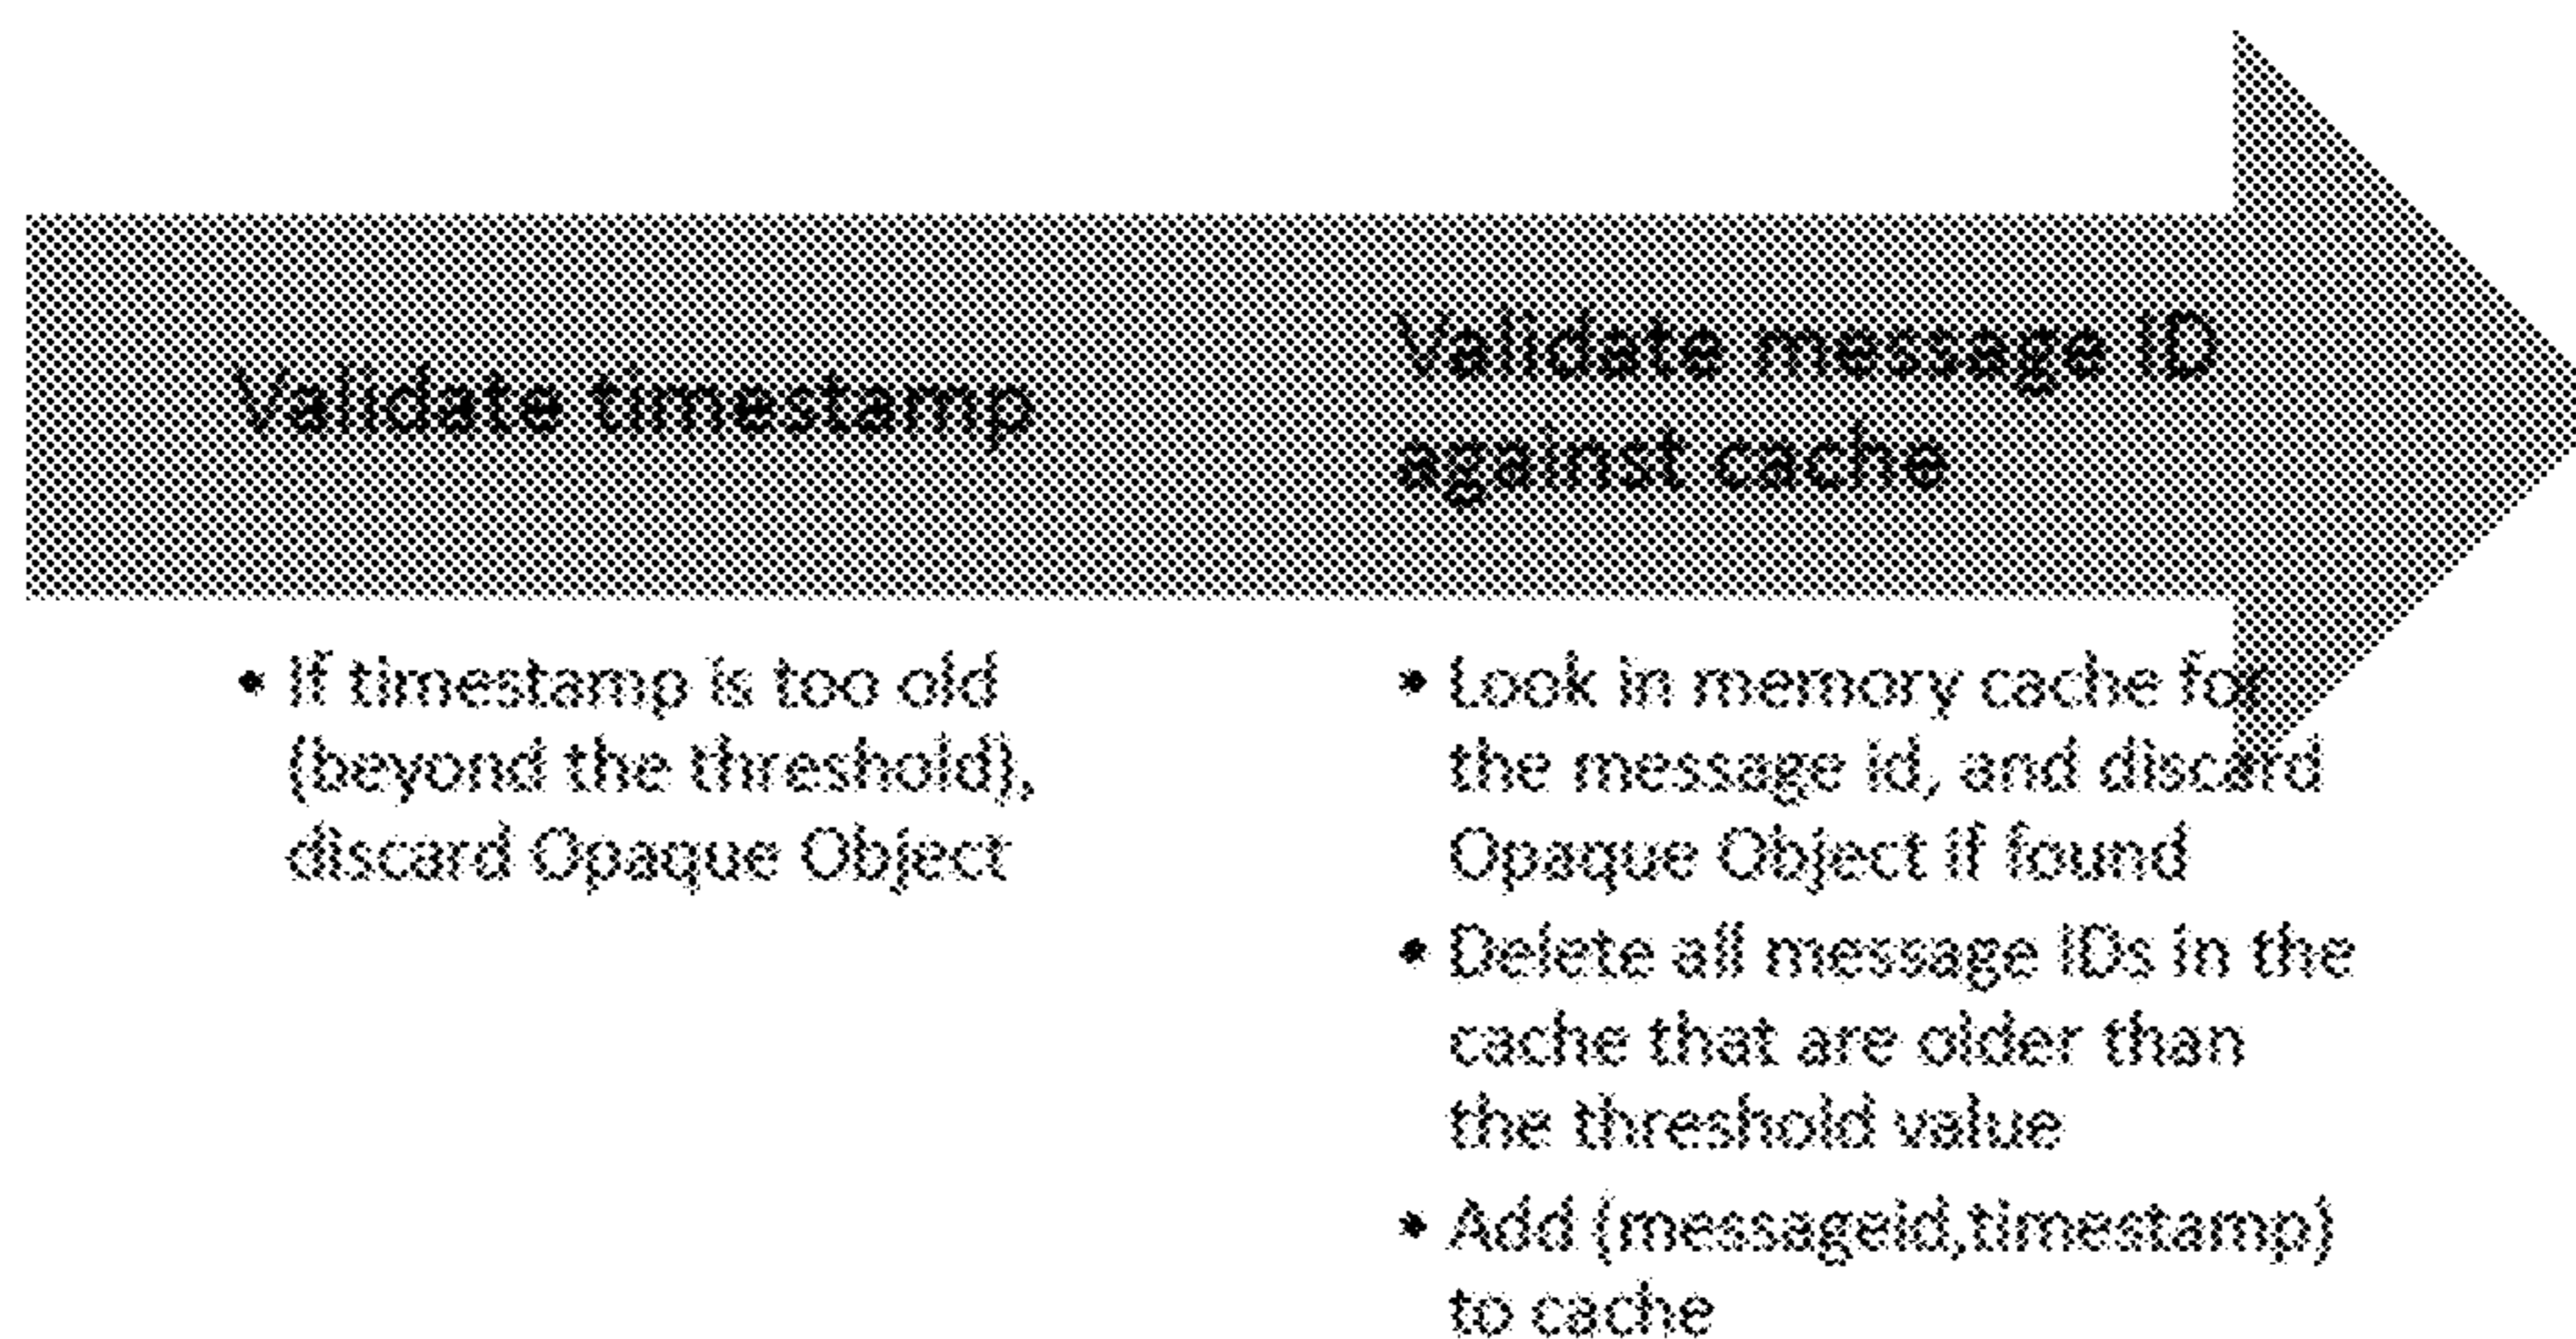 Validate timestamp
• If timestamp is too old
(beyond the threshold),
discard Opaque Object
Validate message ID
against cache
• Look in memory cache for
the message id, and discard
Opaque Object if found
• Delete all message IDs in the
cache that are older than
the threshold value
• Add (messageid,timestamp)
to cache